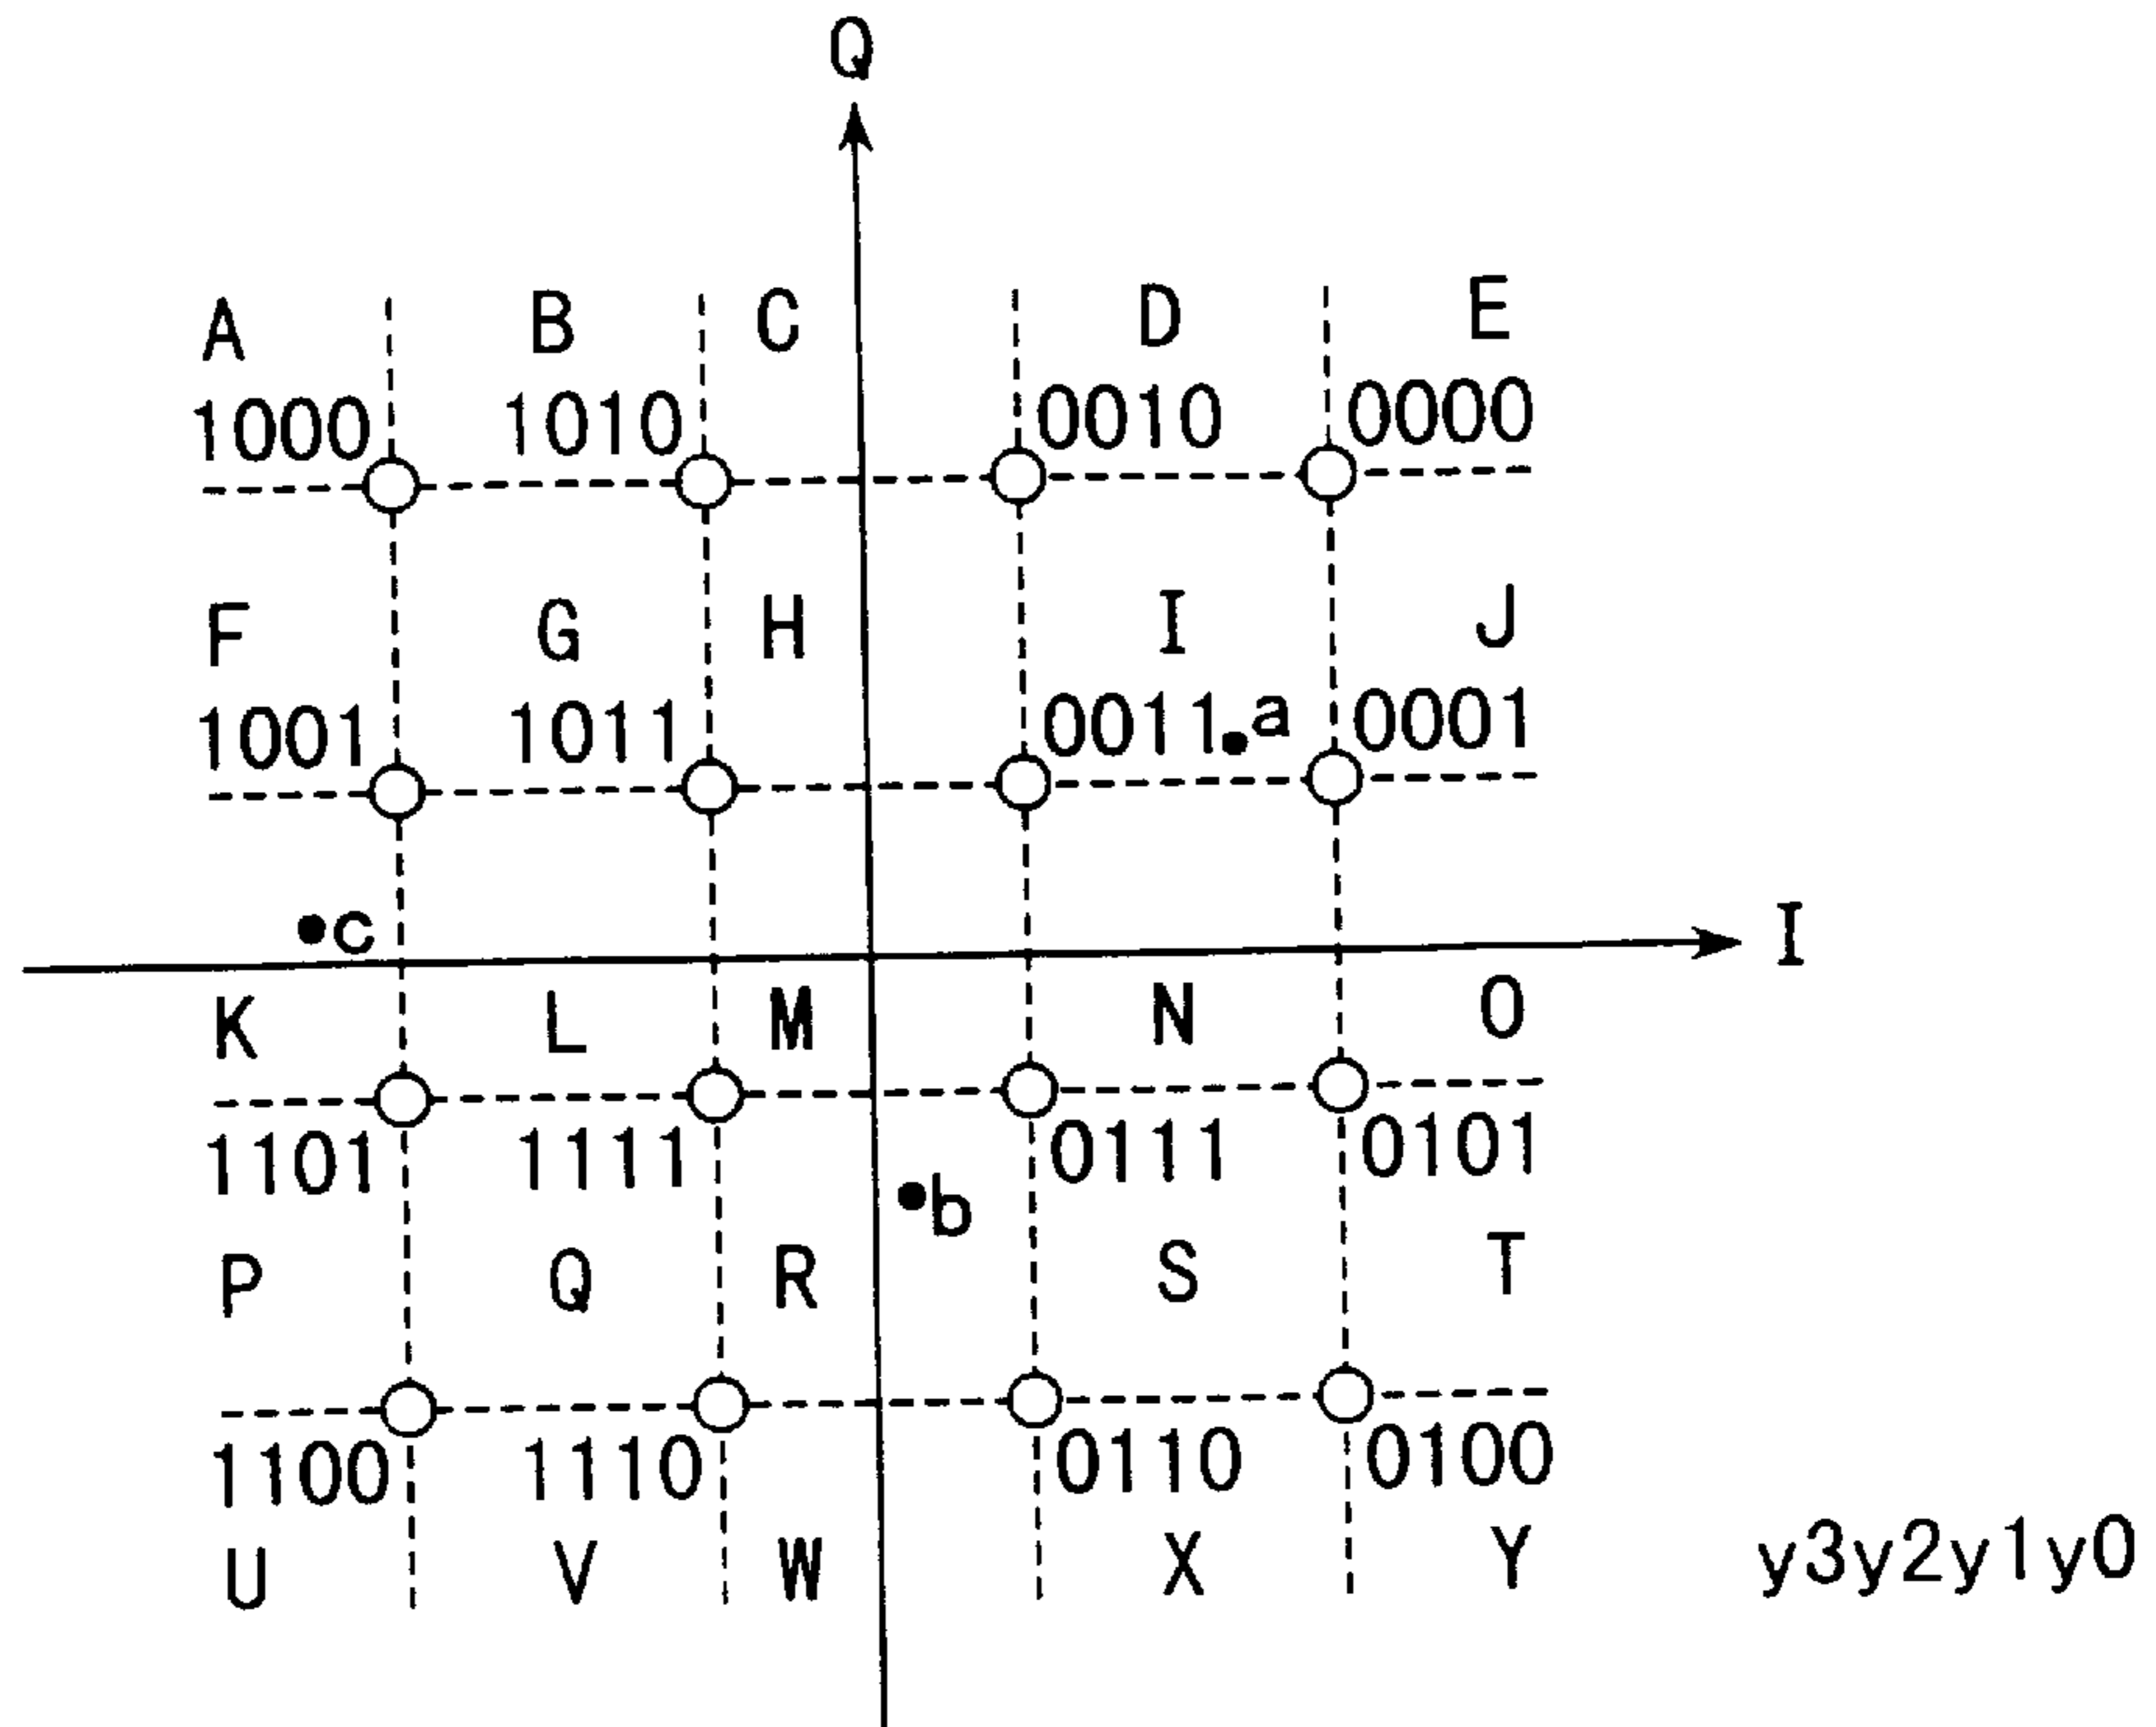 Q
A B C D E
1000 1010 0010 0000
F G H I J
1001 1011 0011 a 0001
c I
K L M N O
1101 1111 0111 0101
b
P Q R S T
1100 1110 0110 0100
U V W X Y y3y2y1y0